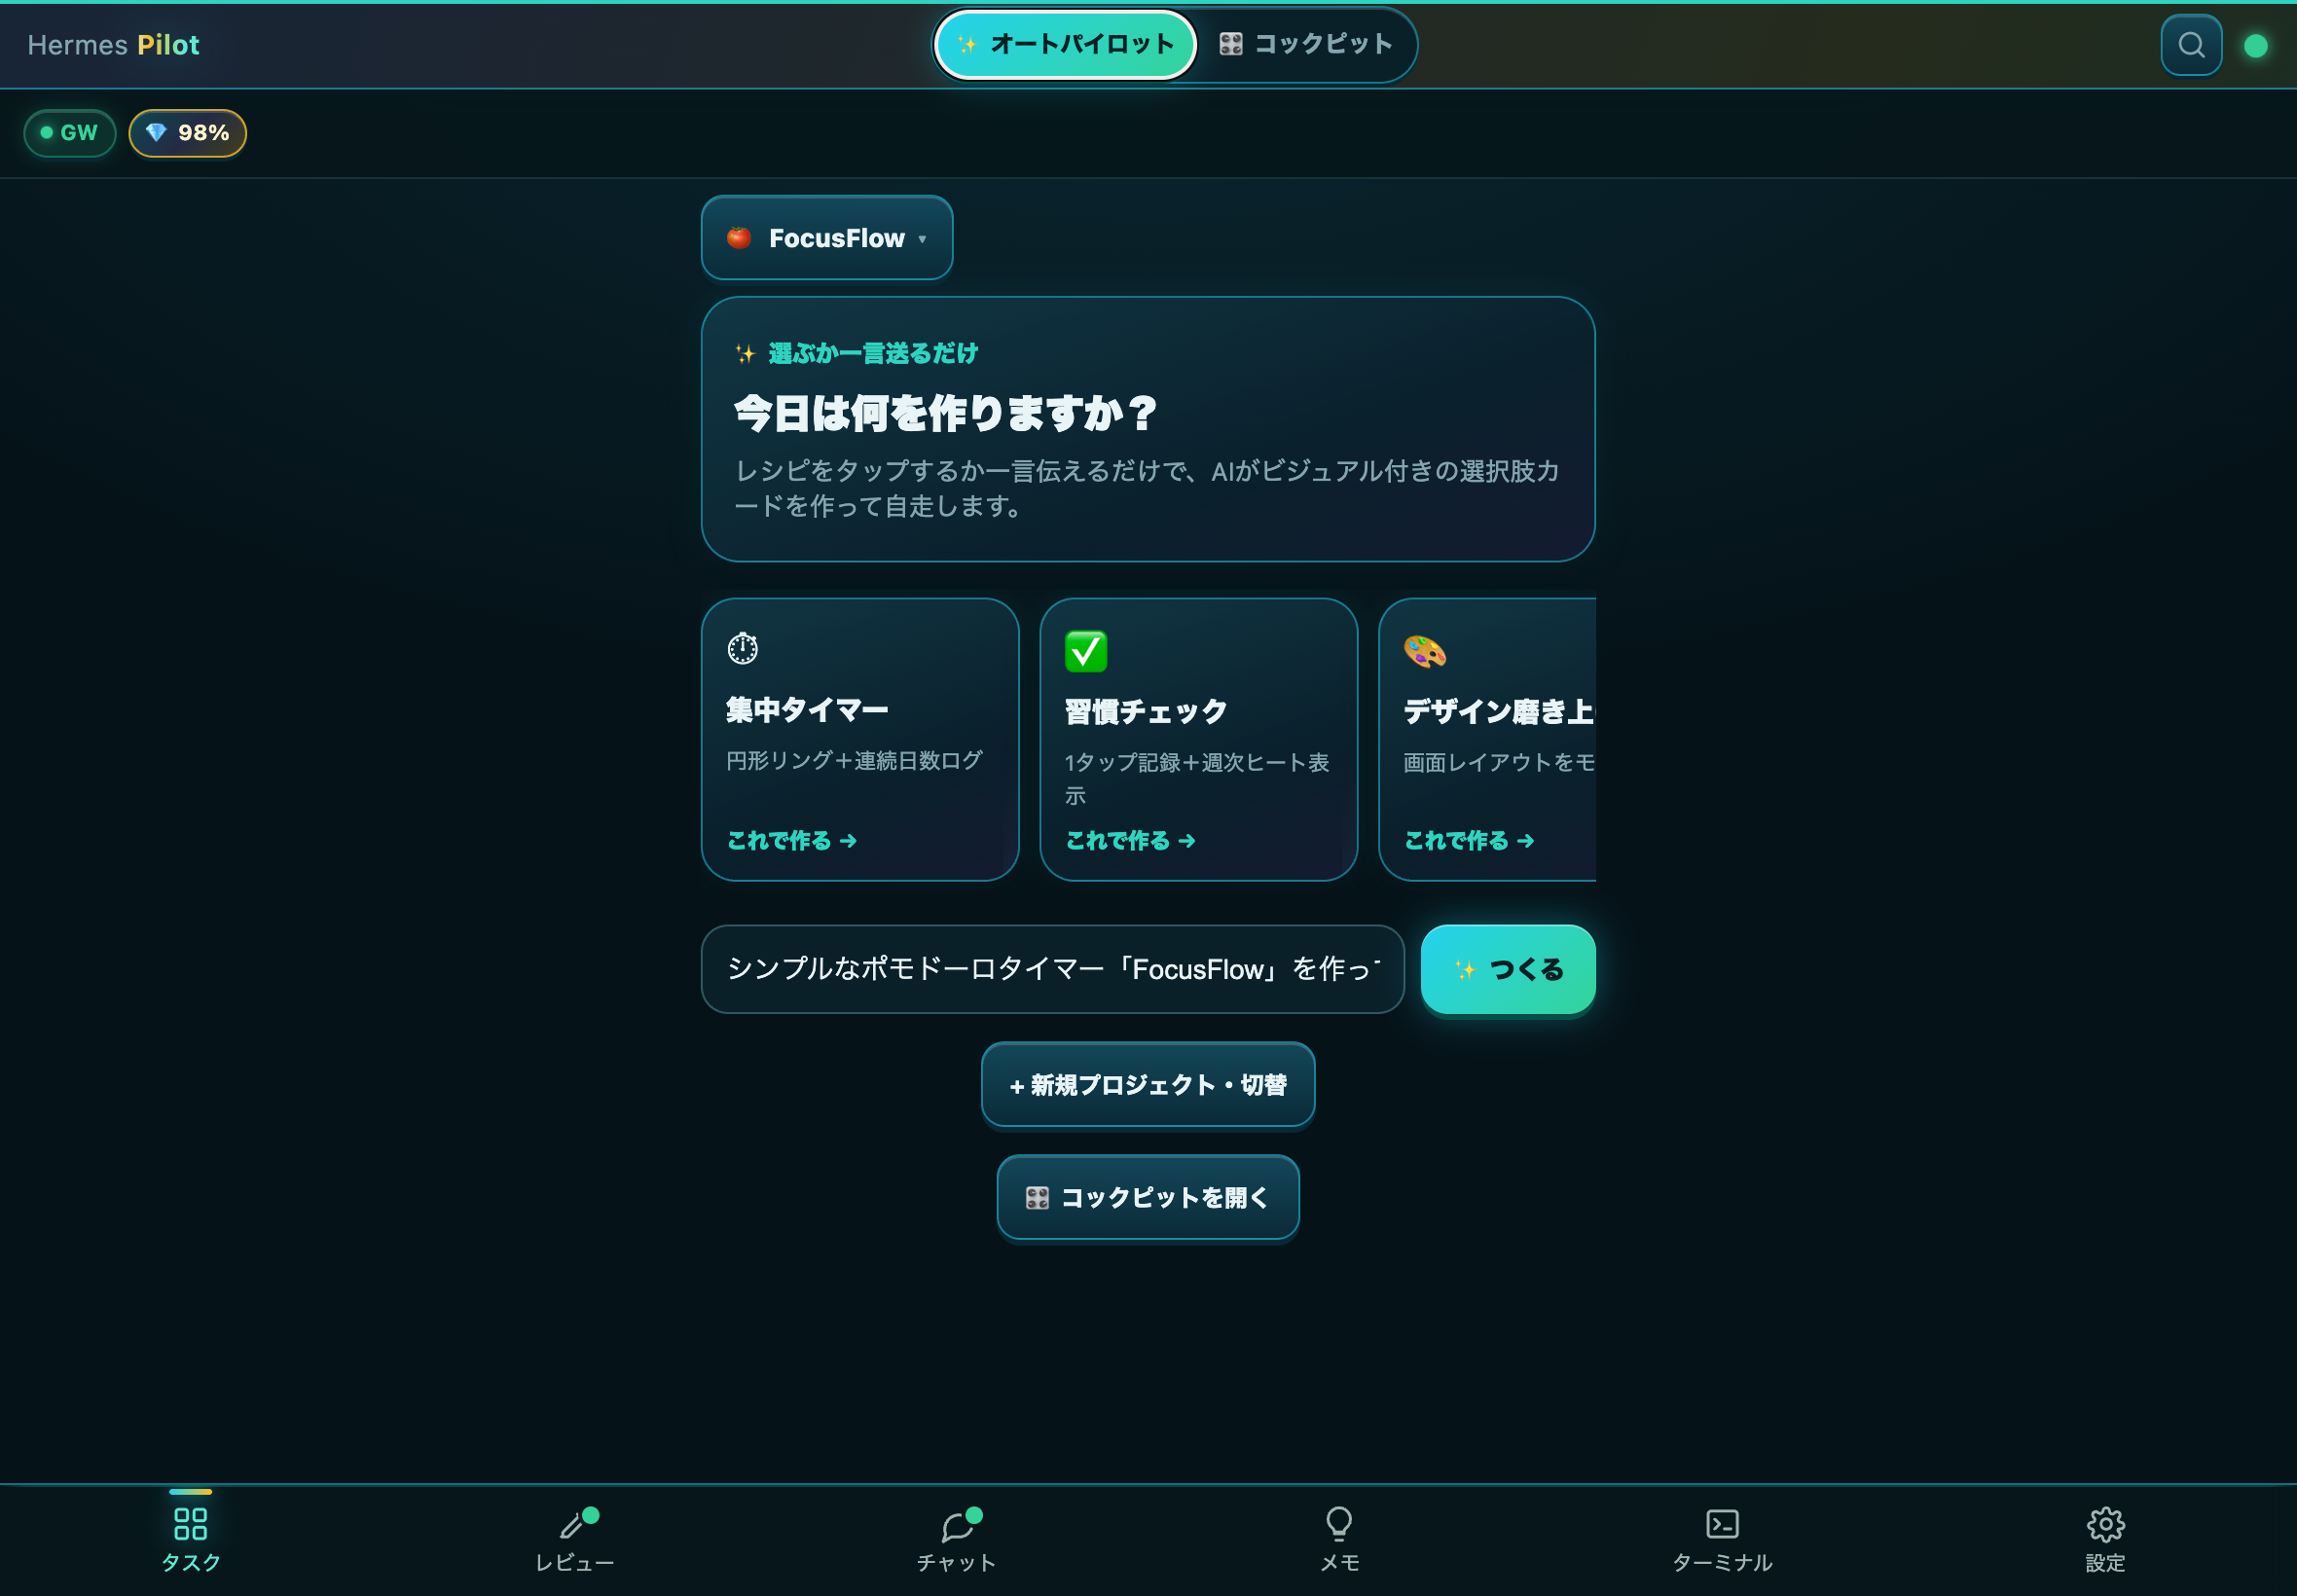 Hermes Pilot
✨ オートパイロット
🎛 コックピット
GW
💎 98%
🍅 FocusFlow ▾
✨ 選ぶか一言送るだけ
今日は何を作りますか？
レシピをタップするか一言伝えるだけで、AIがビジュアル付きの選択肢カ
ードを作って自走します。
⏱
集中タイマー
円形リング＋連続日数ログ
これで作る →
✅
習慣チェック
1タップ記録＋週次ヒート表
示
これで作る →
🎨
デザイン磨き上
画面レイアウトをモ
これで作る →
シンプルなポモドーロタイマー「FocusFlow」を作っ
✨ つくる
+ 新規プロジェクト・切替
🎛 コックピットを開く
タスク
レビュー
チャット
メモ
ターミナル
設定